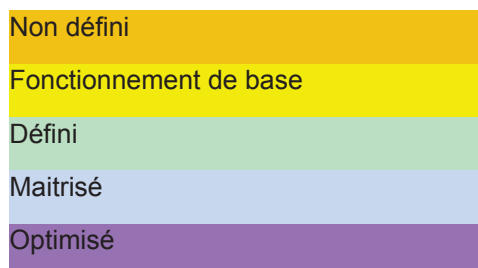 Non défini
Fonctionnement de base
Défini
Maitrisé
Optimisé